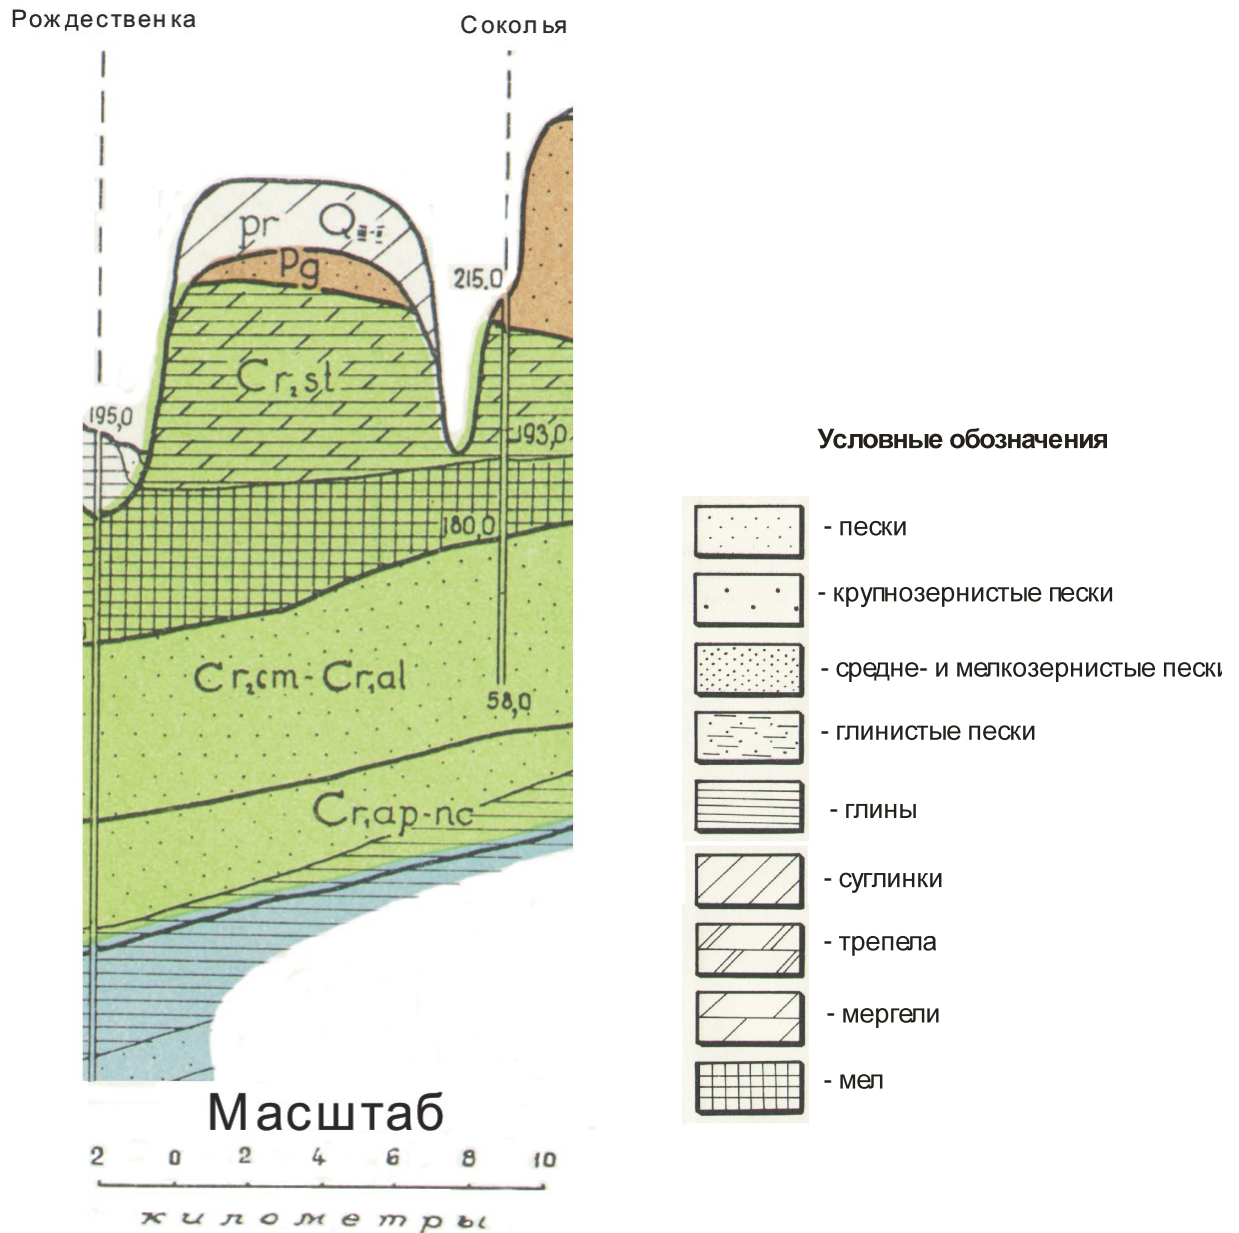 Рождественка
Соколья
pr Q III-I
Pg
215.0
Cr₂st
195,0
193,0
180,0
Cr₂cm-Cr₁al
58,0
Cr₁ap-nc
Масштаб
2 0 2 4 6 8 10
километры
Условные обозначения
- пески
- крупнозернистые пески
- средне- и мелкозернистые пески
- глинистые пески
- глины
- суглинки
- трепела
- мергели
- мел